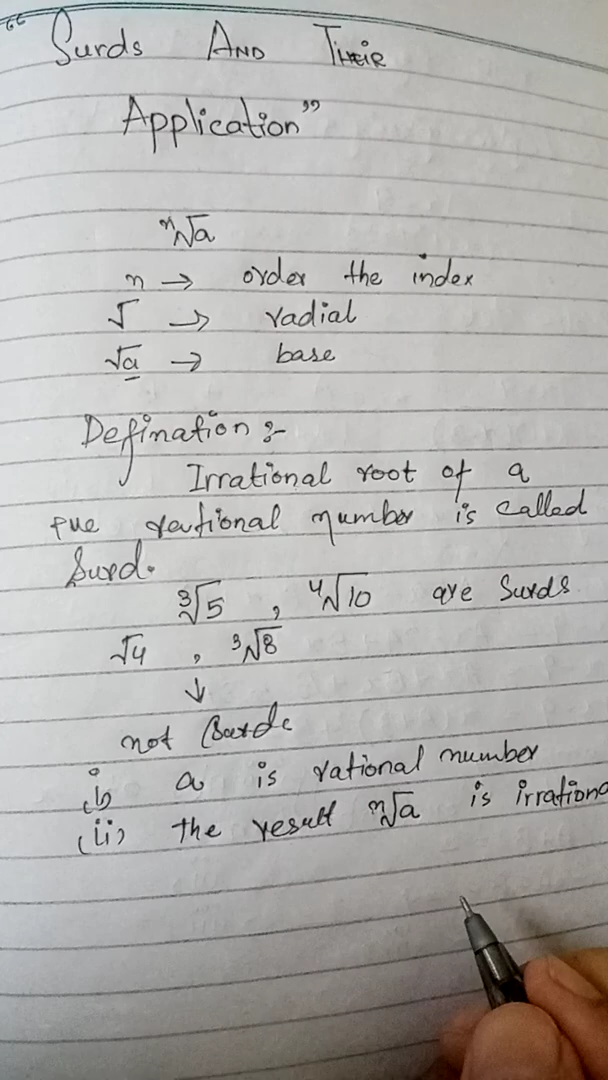 “Surds AND THEIR
Application”
ⁿ√a
n → order the index
√ → radial
√a → base
Defination :-
Irrational root of a
+ve rational number is called
Surd.
³√5 , ⁴√10 are Surds
√4 , ³√8
↓
not Surds
a is rational number
(ii) the result ⁿ√a is irrationa